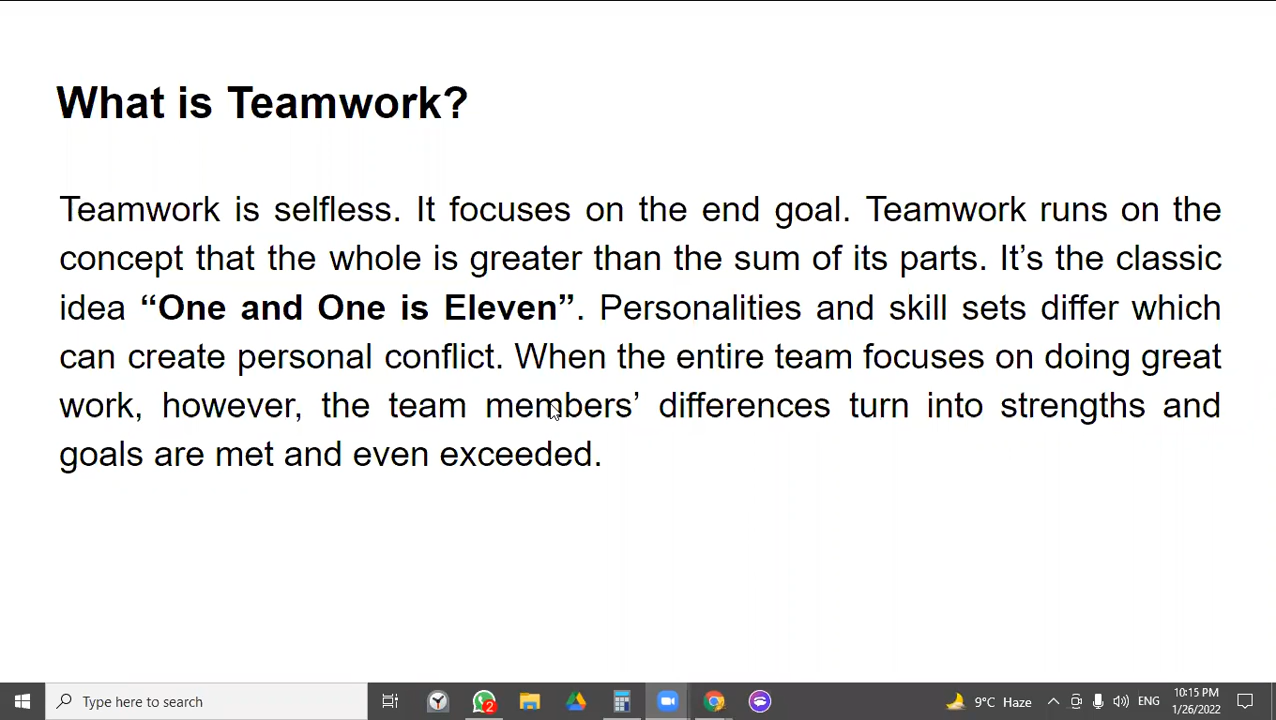 What is Teamwork?
Teamwork is selfless. It focuses on the end goal. Teamwork runs on the
concept that the whole is greater than the sum of its parts. It’s the classic
idea “One and One is Eleven”. Personalities and skill sets differ which
can create personal conflict. When the entire team focuses on doing great
work, however, the team members’ differences turn into strengths and
goals are met and even exceeded.
Type here to search
2
9°C Haze
ENG
10:15 PM
1/26/2022